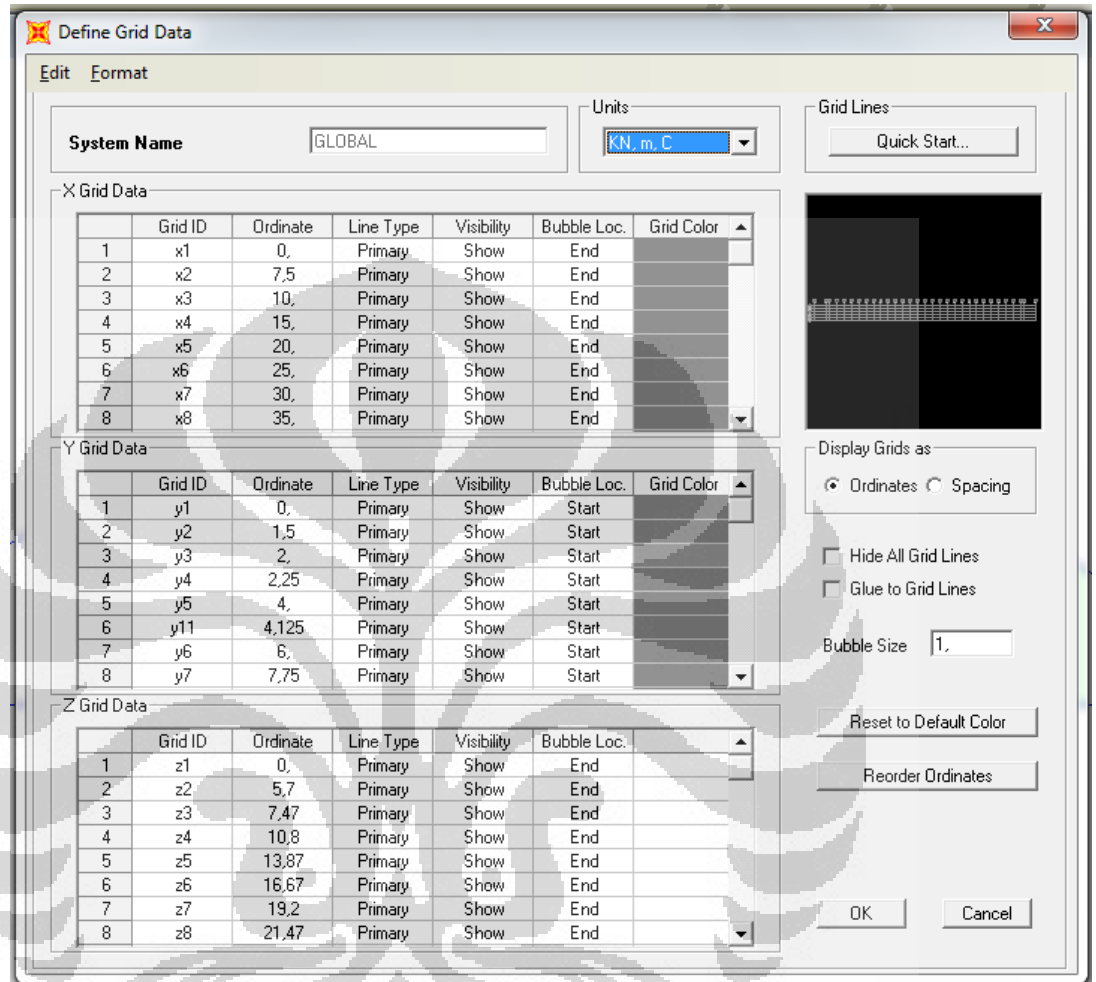 Define Grid Data
Edit Format
System Name GLOBAL
Units
KN, m, C
Grid Lines
Quick Start...
X Grid Data
Grid ID Ordinate Line Type Visibility Bubble Loc. Grid Color
1 x1 0, Primary Show End
2 x2 7,5 Primary Show End
3 x3 10, Primary Show End
4 x4 15, Primary Show End
5 x5 20, Primary Show End
6 x6 25, Primary Show End
7 x7 30, Primary Show End
8 x8 35, Primary Show End
Y Grid Data
Grid ID Ordinate Line Type Visibility Bubble Loc. Grid Color
1 y1 0, Primary Show Start
2 y2 1,5 Primary Show Start
3 y3 2, Primary Show Start
4 y4 2,25 Primary Show Start
5 y5 4, Primary Show Start
6 y11 4,125 Primary Show Start
7 y6 6, Primary Show Start
8 y7 7,75 Primary Show Start
Z Grid Data
Grid ID Ordinate Line Type Visibility Bubble Loc.
1 z1 0, Primary Show End
2 z2 5,7 Primary Show End
3 z3 7,47 Primary Show End
4 z4 10,8 Primary Show End
5 z5 13,87 Primary Show End
6 z6 16,67 Primary Show End
7 z7 19,2 Primary Show End
8 z8 21,47 Primary Show End
Display Grids as
Ordinates Spacing
Hide All Grid Lines
Glue to Grid Lines
Bubble Size 1,
Reset to Default Color
Reorder Ordinates
OK Cancel